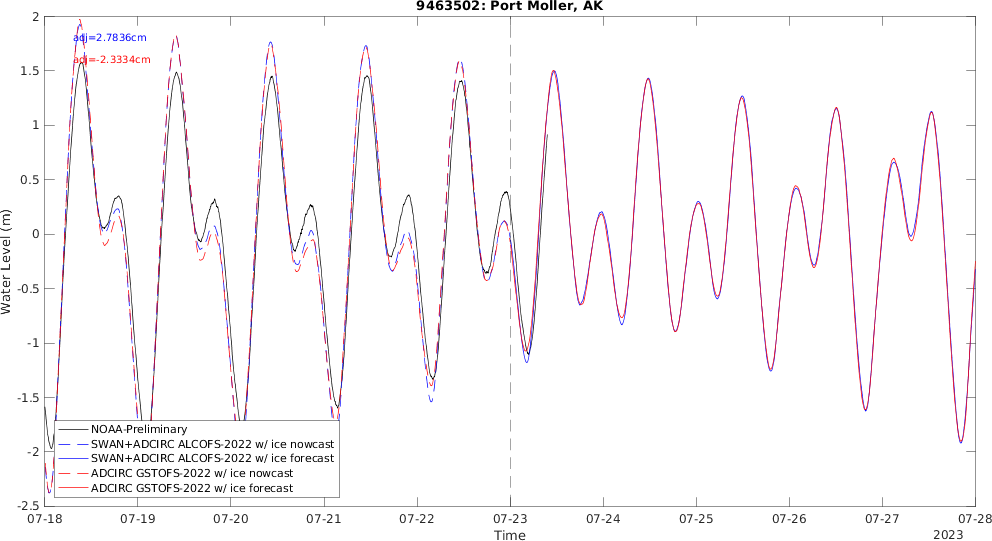 9463502: Port Moller, AK
adj=2.7836cm
adj=-2.3334cm
Water Level (m)
2
1.5
1
0.5
0
-0.5
-1
-1.5
-2
-2.5
NOAA-Preliminary
SWAN+ADCIRC ALCOFS-2022 w/ ice nowcast
SWAN+ADCIRC ALCOFS-2022 w/ ice forecast
ADCIRC GSTOFS-2022 w/ ice nowcast
ADCIRC GSTOFS-2022 w/ ice forecast
07-18 07-19 07-20 07-21 07-22 07-23 07-24 07-25 07-26 07-27 07-28
Time
2023